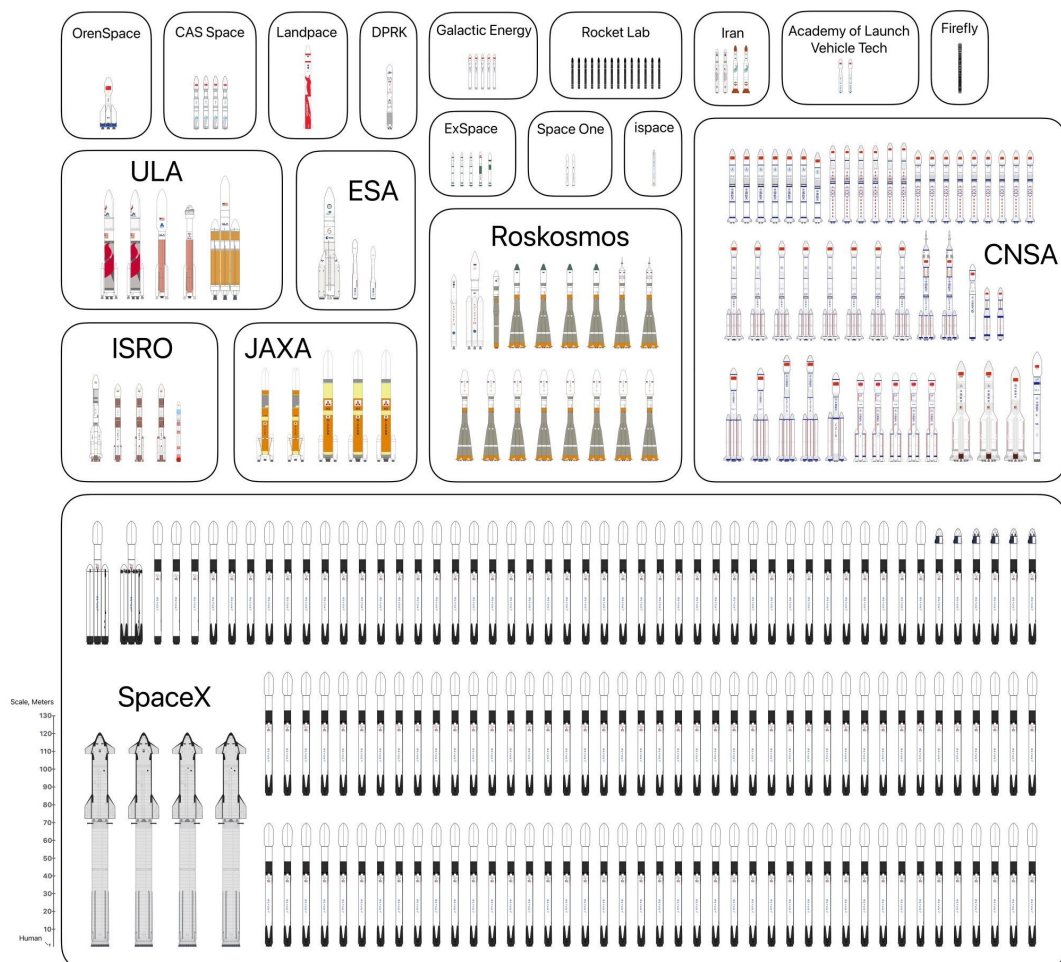 OrenSpace
CAS Space
Landpace
DPRK
Galactic Energy
Rocket Lab
Iran
Academy of Launch
Vehicle Tech
Firefly
ExSpace
Space One
ispace
ULA
ESA
Roskosmos
CNSA
ISRO
JAXA
SpaceX
Scale, Meters
130
120
110
100
90
80
70
60
50
40
30
20
10
Human